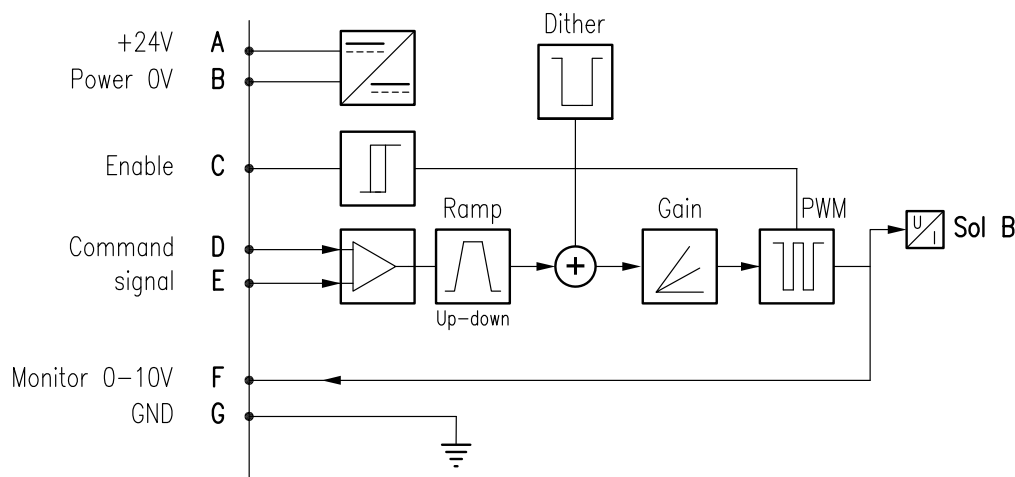 Dither
+24V A
Power 0V B
Enable C
Ramp Gain PWM
Command D
signal E
U
I
Sol B
+
Up-down
Monitor 0-10V F
GND G